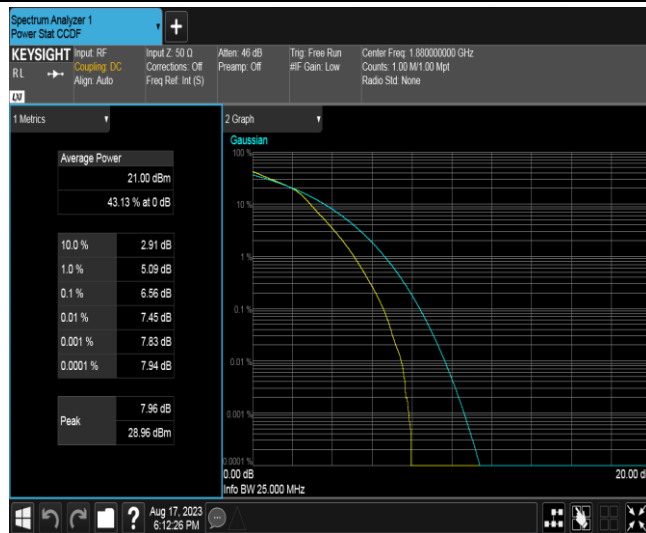 Spectrum Analyzer 1
Power Stat CCDF
+
KEYSIGHT
RL
LXI
Input: RF
Coupling: DC
Align: Auto
Input Z: 50 Ω
Corrections: Off
Freq Ref: Int (S)
Atten: 46 dB
Preamp: Off
Trig: Free Run
#IF Gain: Low
Center Freq: 1.880000000 GHz
Counts: 1.00 M/1.00 Mpt
Radio Std: None
1 Metrics
Average Power
21.00 dBm
43.13 % at 0 dB
10.0 % 2.91 dB
1.0 % 5.09 dB
0.1 % 6.56 dB
0.01 % 7.45 dB
0.001 % 7.83 dB
0.0001 % 7.94 dB
Peak
7.96 dB
28.96 dBm
2 Graph
Gaussian
100 %
10 %
1 %
0.1 %
0.01 %
0.001 %
0.0001 %
0.00 dB 20.00 d
Info BW 25.000 MHz
?
Aug 17, 2023
6:12:26 PM